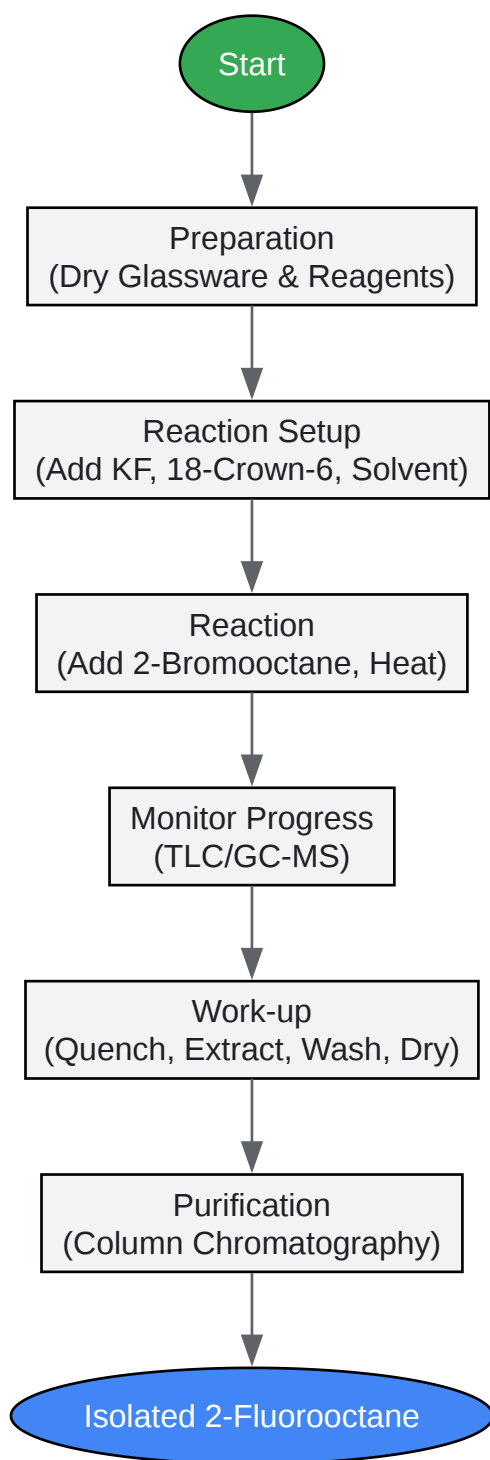 Start
Preparation
(Dry Glassware & Reagents)
Reaction Setup
(Add KF, 18-Crown-6, Solvent)
Reaction
(Add 2-Bromooctane, Heat)
Monitor Progress
(TLC/GC-MS)
Work-up
(Quench, Extract, Wash, Dry)
Purification
(Column Chromatography)
Isolated 2-Fluorooctane